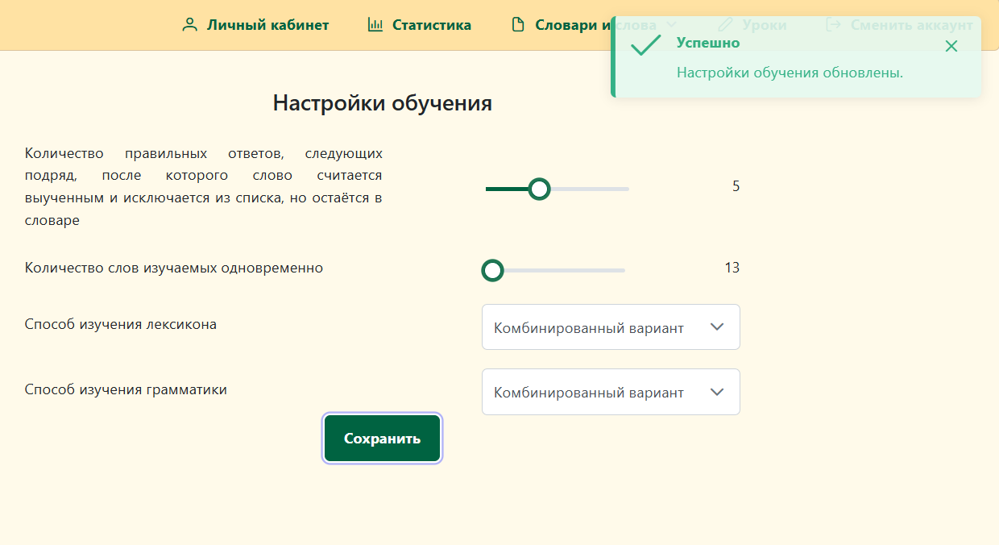 Личный кабинет Статистика Словари и слова Уроки Сменить аккаунт
Успешно
Настройки обучения обновлены.
Настройки обучения
Количество правильных ответов, следующих
подряд, после которого слово считается
выученным и исключается из списка, но остаётся в
словаре
5
Количество слов изучаемых одновременно
13
Способ изучения лексикона
Комбинированный вариант
Способ изучения грамматики
Комбинированный вариант
Сохранить